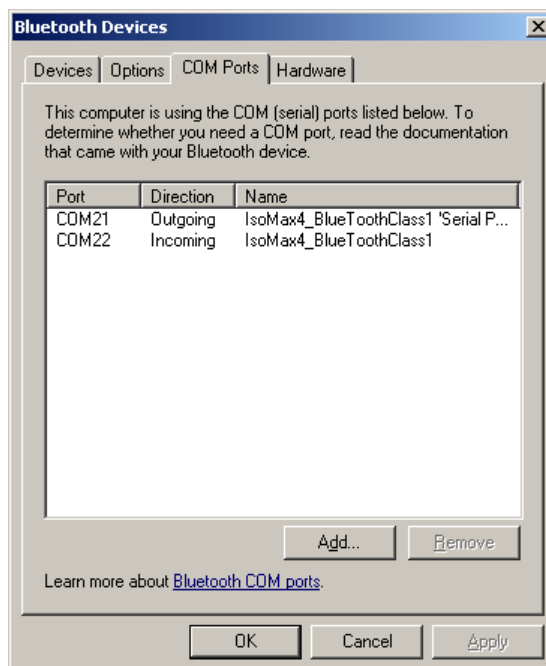 Bluetooth Devices
Devices Options COM Ports Hardware
This computer is using the COM (serial) ports listed below. To
determine whether you need a COM port, read the documentation
that came with your Bluetooth device.
Port Direction Name
COM21 Outgoing IsoMax4_BlueToothClass1 'Serial P...
COM22 Incoming IsoMax4_BlueToothClass1
Add... Remove
Learn more about Bluetooth COM ports.
OK Cancel Apply